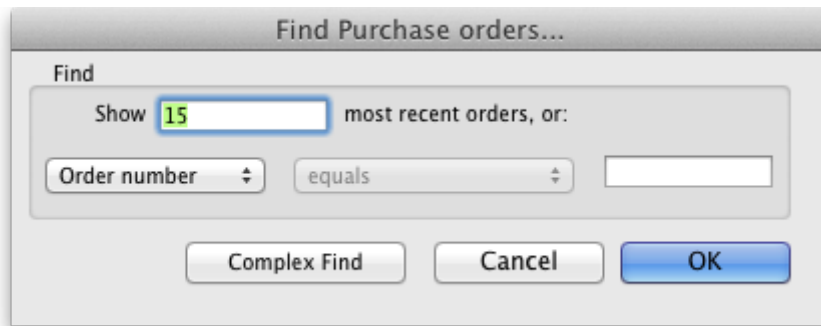 Find Purchase orders...
Find
Show 15 most recent orders, or:
Order number equals
Complex Find Cancel OK